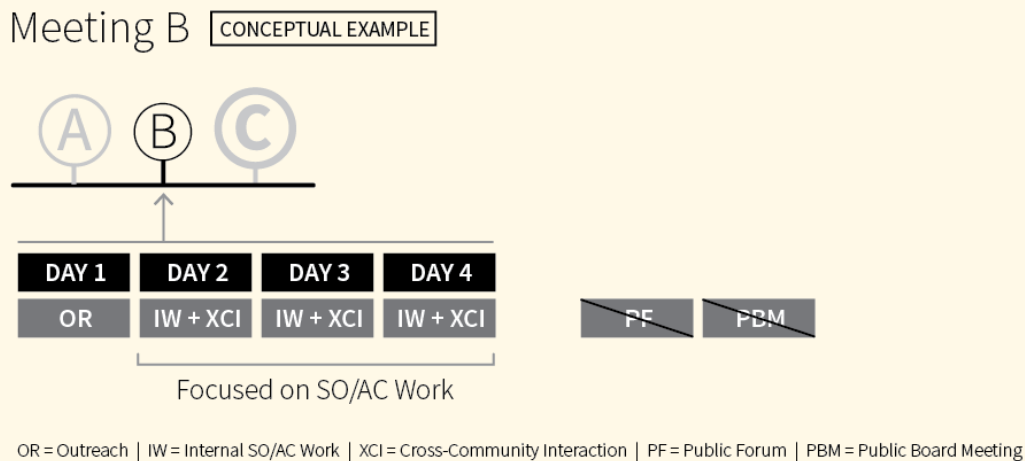 Meeting B CONCEPTUAL EXAMPLE
A B C
DAY 1 DAY 2 DAY 3 DAY 4
OR IW + XCI IW + XCI IW + XCI PF PBM
Focused on SO/AC Work
OR = Outreach | IW = Internal SO/AC Work | XCI = Cross-Community Interaction | PF = Public Forum | PBM = Public Board Meeting